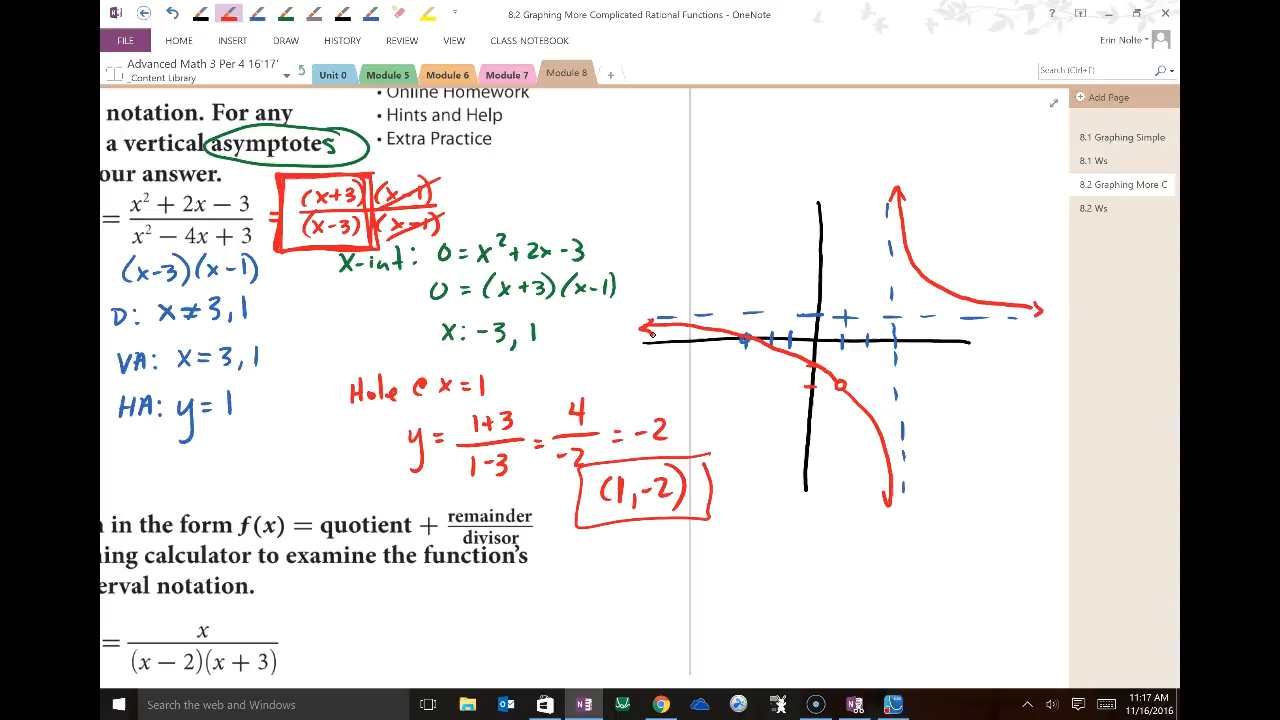 8.2 Graphing More Complicated Rational Functions - OneNote
?
FILE HOME INSERT DRAW HISTORY REVIEW VIEW CLASS NOTEBOOK
Erin Nolte
Advanced Math 3 Per 4 16'17'
_Content Library
5
Unit 0 Module 5 Module 6 Module 7 Module 8 +
Search (Ctrl+E)
Add Page
8.1 Graphing Simple
8.1 Ws
8.2 Graphing More C
8.2 Ws
• Online Homework
• Hints and Help
• Extra Practice
notation. For any
a vertical asymptotes
our answer.
= x² + 2x − 3 / x² − 4x + 3 = (x+3)(x-1) / (x-3)(x-1)
(x-3)(x-1)
D: x ≠ 3, 1
VA: x = 3, 1
HA: y = 1
X-int: 0 = x² + 2x - 3
0 = (x+3)(x-1)
x: -3, 1
Hole @ x = 1
y = 1+3 / 1-3 = 4 / -2 = -2
(1, -2)
n in the form f(x) = quotient + remainder / divisor
ning calculator to examine the function's
erval notation.
= x / (x − 2)(x + 3)
Search the web and Windows
11:17 AM
11/16/2016